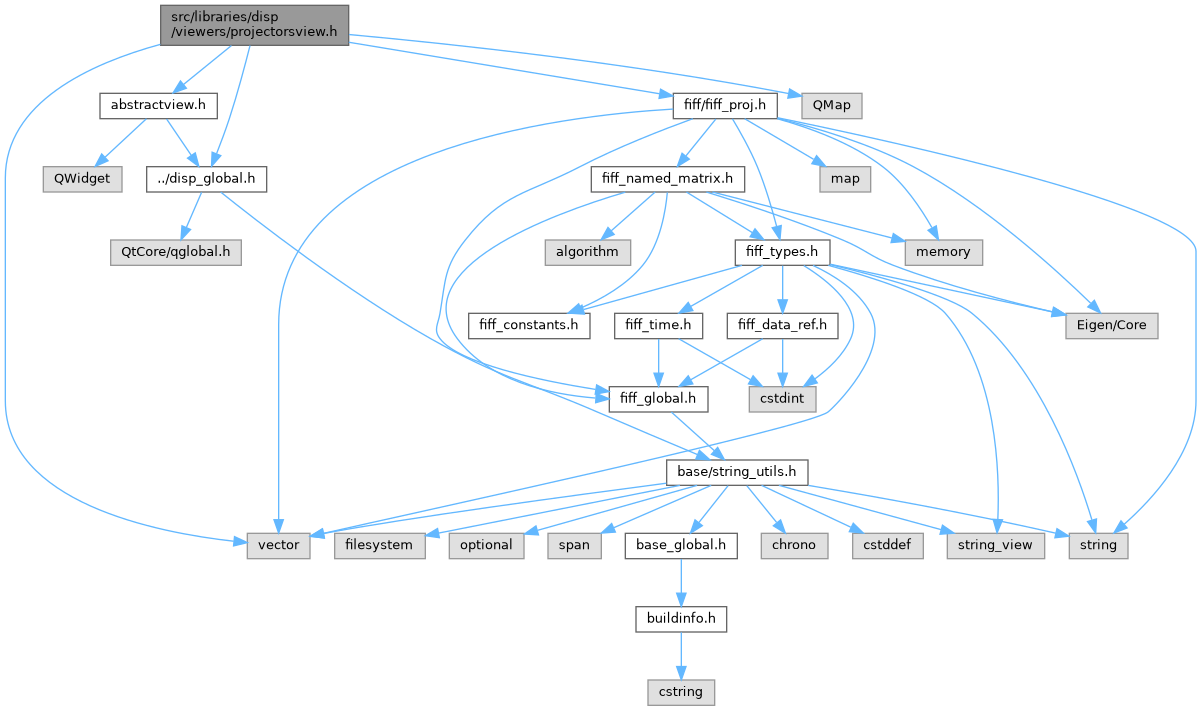 src/libraries/disp
/viewers/projectorsview.h
abstractview.h
fiff/fiff_proj.h
QMap
QWidget
../disp_global.h
fiff_named_matrix.h
map
QtCore/qglobal.h
algorithm
fiff_types.h
memory
fiff_constants.h
fiff_time.h
fiff_data_ref.h
Eigen/Core
fiff_global.h
cstdint
base/string_utils.h
vector
filesystem
optional
span
base_global.h
chrono
cstddef
string_view
string
buildinfo.h
cstring